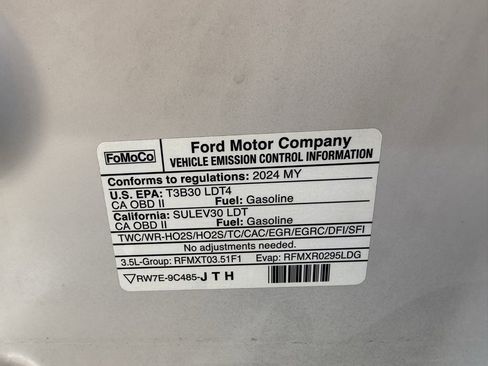 FoMoCo
Ford Motor Company
VEHICLE EMISSION CONTROL INFORMATION
Conforms to regulations: 2024 MY
U.S. EPA: T3B30 LDT4
CA OBD II Fuel: Gasoline
California: SULEV30 LDT
CA OBD II Fuel: Gasoline
TWC/WR-HO2S/HO2S/TC/CAC/EGR/EGRC/DFI/SFI
No adjustments needed.
3.5L-Group: RFMXT03.51F1 Evap: RFMXR0295LDG
RW7E-9C485-J T H